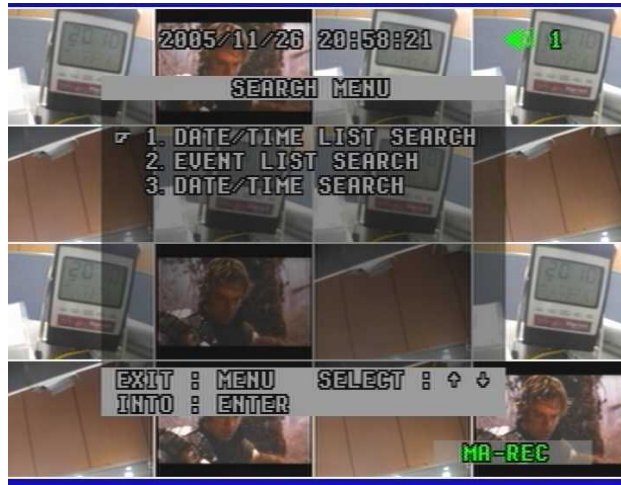 2005/11/26 20:58:21 1
SEARCH MENU
☞ 1. DATE/TIME LIST SEARCH
2. EVENT LIST SEARCH
3. DATE/TIME SEARCH
EXIT : MENU SELECT : ↑ ↓
INTO : ENTER
MA-REC